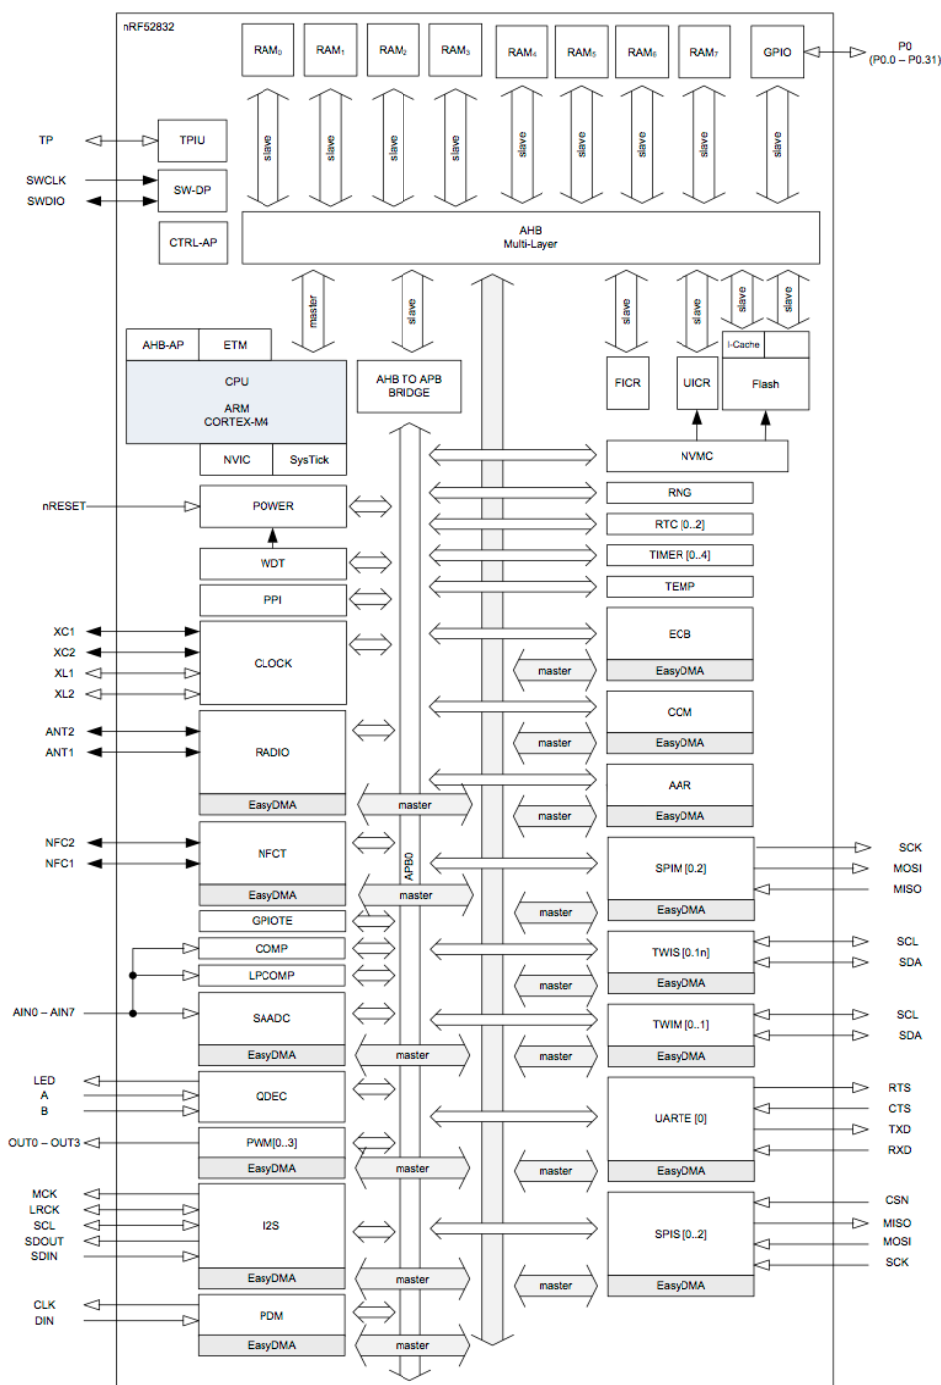 nRF52832
RAM0 RAM1 RAM2 RAM3 RAM4 RAM5 RAM6 RAM7 GPIO
P0
(P0.0 – P0.31)
slave slave slave slave slave slave slave slave slave
TP TPIU
SWCLK
SW-DP
SWDIO
CTRL-AP
AHB
Multi-Layer
master slave slave slave slave slave
AHB-AP ETM
I-Cache
CPU
ARM
CORTEX-M4
AHB TO APB
BRIDGE
FICR UICR Flash
NVIC SysTick
NVMC
nRESET POWER
RNG
RTC [0..2]
WDT
TIMER [0..4]
PPI
TEMP
XC1
XC2
XL1
XL2
CLOCK
ECB
master EasyDMA
ANT2
ANT1
RADIO
CCM
master EasyDMA
EasyDMA master
AAR
master EasyDMA
NFC2
NFC1
NFCT
EasyDMA master
APB0
SPIM [0.2]
master EasyDMA
SCK
MOSI
MISO
GPIOTE
COMP
LPCOMP
AIN0 – AIN7
SAADC
EasyDMA master
TWIS [0.1n]
master EasyDMA
SCL
SDA
TWIM [0..1]
master EasyDMA
SCL
SDA
LED
A
B
QDEC
UARTE [0]
master EasyDMA
RTS
CTS
TXD
RXD
OUT0 – OUT3 PWM[0..3]
EasyDMA master
MCK
LRCK
SCL
SDOUT
SDIN
I2S
EasyDMA master
SPIS [0..2]
master EasyDMA
CSN
MISO
MOSI
SCK
CLK
DIN
PDM
EasyDMA master